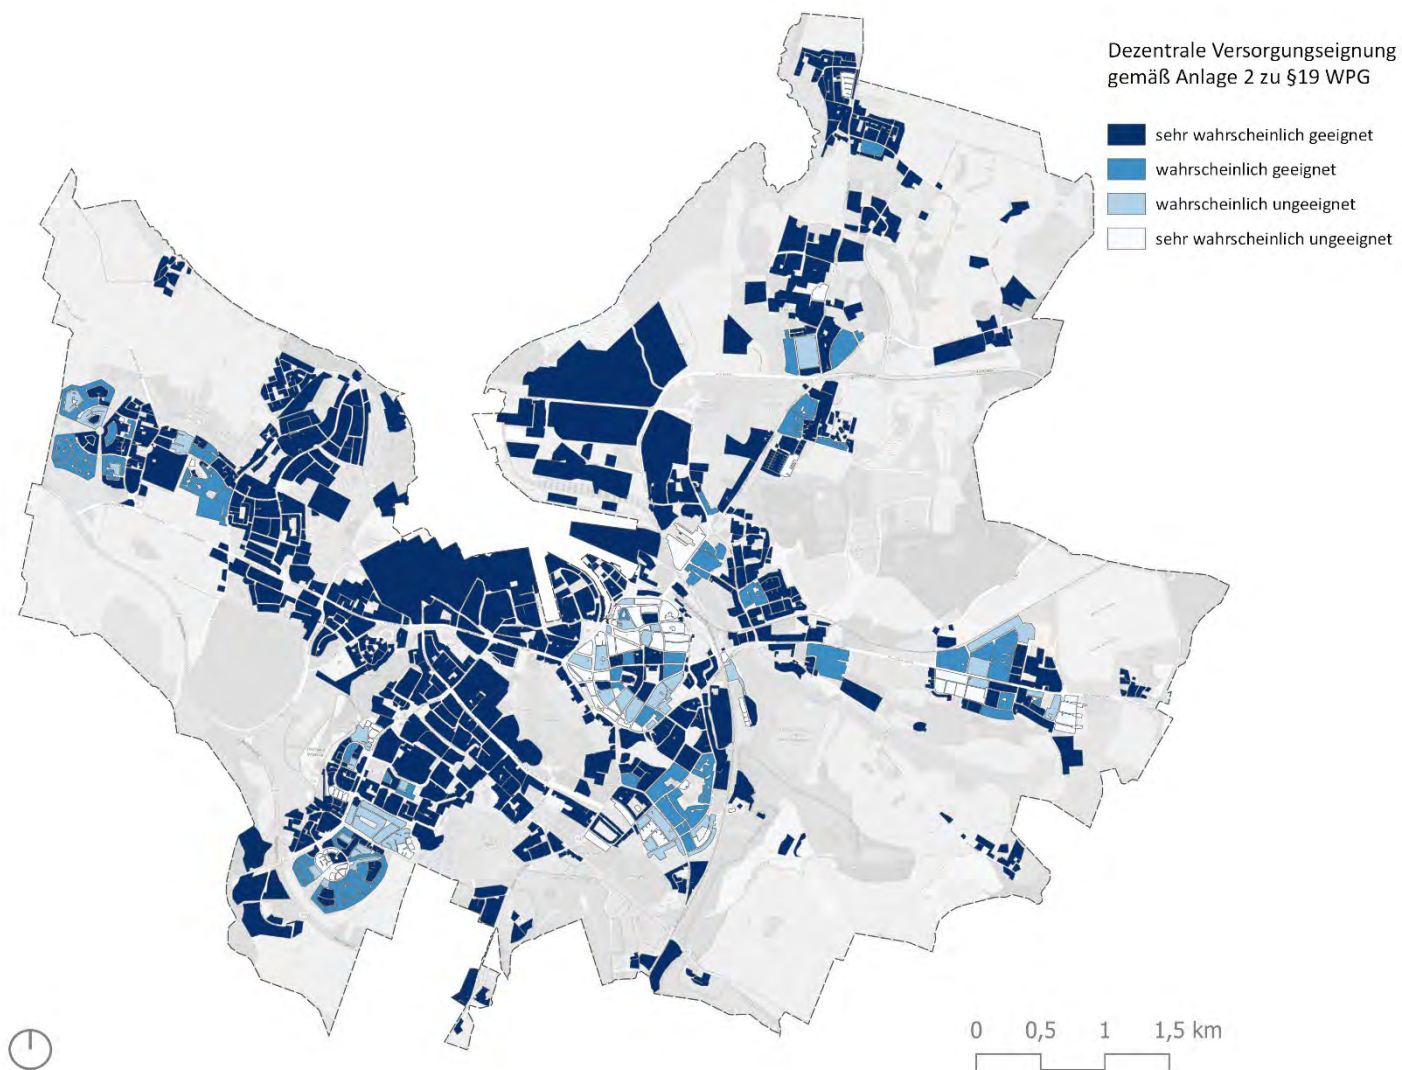 Dezentrale Versorgungseignung
gemäß Anlage 2 zu §19 WPG
sehr wahrscheinlich geeignet
wahrscheinlich geeignet
wahrscheinlich ungeeignet
sehr wahrscheinlich ungeeignet
0 0,5 1 1,5 km